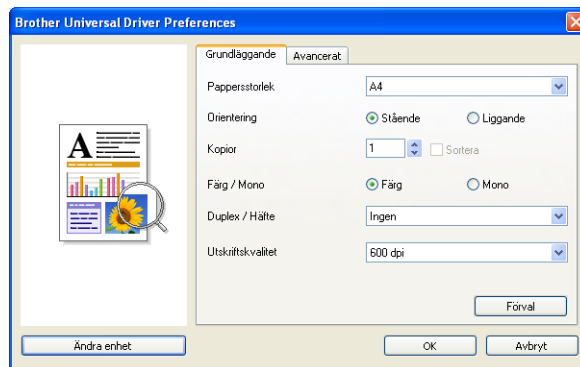 Brother Universal Driver Preferences
Grundläggande Avancerat
Pappersstorlek A4
Orientering Stående Liggande
Kopior 1 Sortera
Färg / Mono Färg Mono
Duplex / Häfte Ingen
Utskriftskvalitet 600 dpi
A
Förval
Ändra enhet OK Avbryt